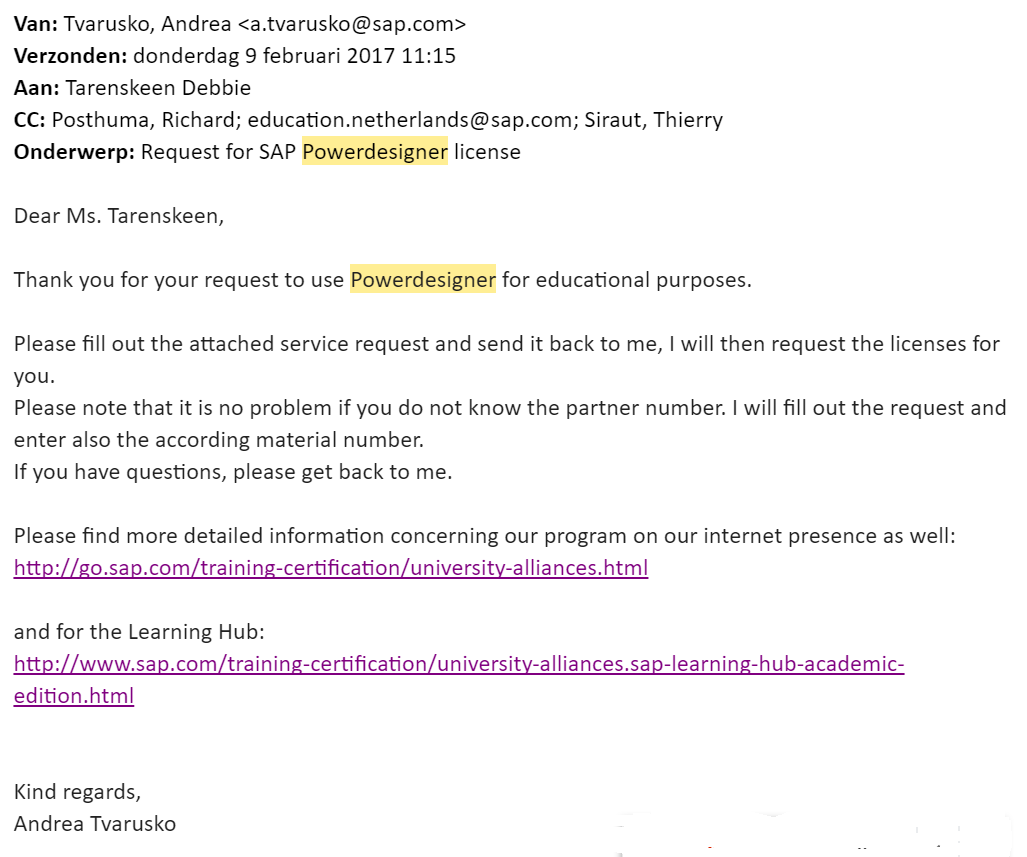 Van: Tvarusko, Andrea <a.tvarusko@sap.com>
Verzonden: donderdag 9 februari 2017 11:15
Aan: Tarenskeen Debbie
CC: Posthuma, Richard; education.netherlands@sap.com; Siraut, Thierry
Onderwerp: Request for SAP Powerdesigner license
Dear Ms. Tarenskeen,
Thank you for your request to use Powerdesigner for educational purposes.
Please fill out the attached service request and send it back to me, I will then request the licenses for
you.
Please note that it is no problem if you do not know the partner number. I will fill out the request and
enter also the according material number.
If you have questions, please get back to me.
Please find more detailed information concerning our program on our internet presence as well:
http://go.sap.com/training-certification/university-alliances.html
and for the Learning Hub:
http://www.sap.com/training-certification/university-alliances.sap-learning-hub-academic-
edition.html
Kind regards,
Andrea Tvarusko